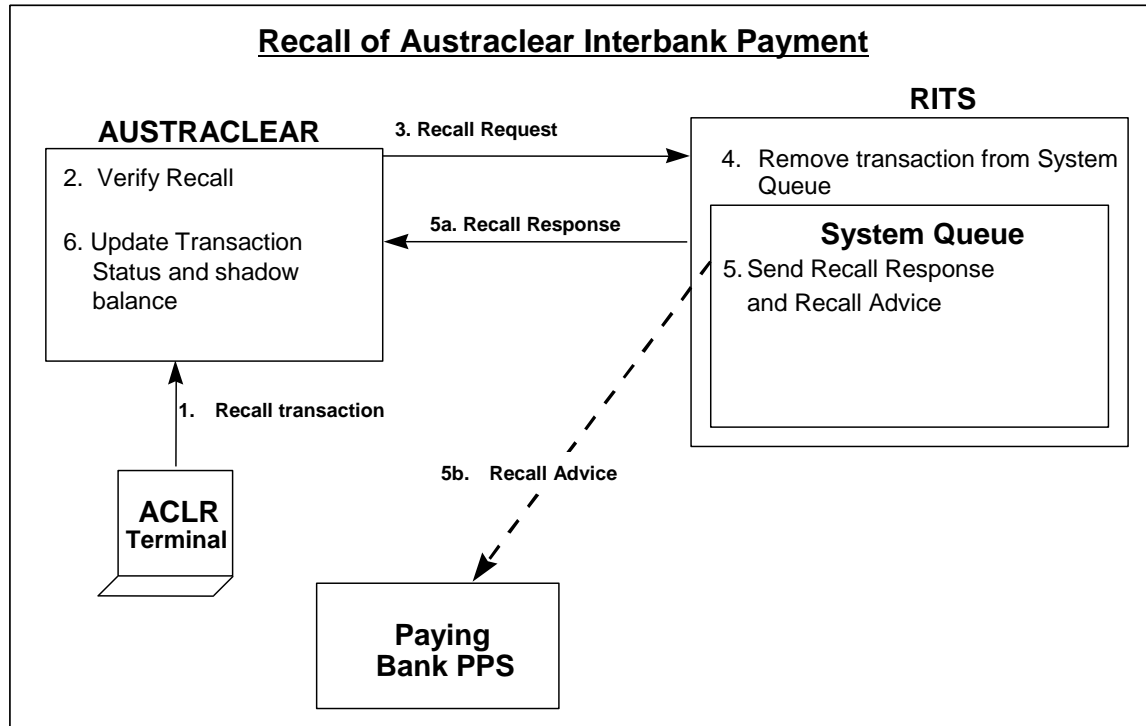 Recall of Austraclear Interbank Payment
RITS
AUSTRACLEAR
3. Recall Request
2. Verify Recall
4. Remove transaction from System
Queue
5a. Recall Response
6. Update Transaction
Status and shadow
balance
System Queue
5. Send Recall Response
and Recall Advice
1. Recall transaction
5b. Recall Advice
ACLR
Terminal
Paying
Bank PPS